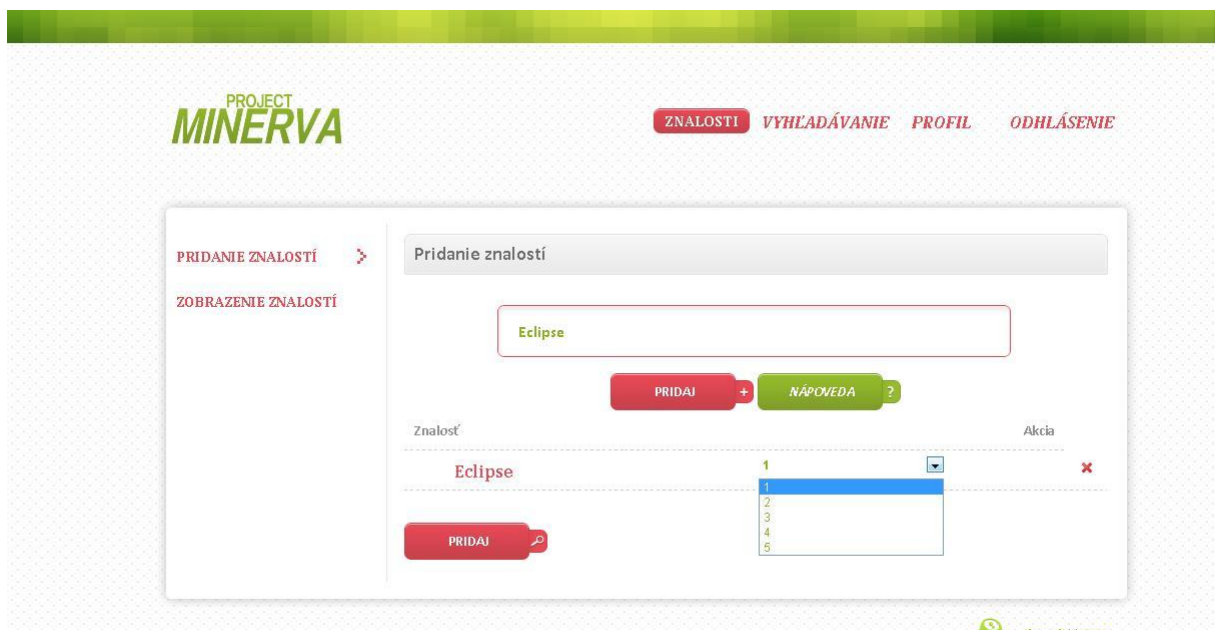 PROJECT
MINERVA
ZNALOSTI VYHĽADÁVANIE PROFIL ODHLÁSENIE
PRIDANIE ZNALOSTÍ
ZOBRAZENIE ZNALOSTÍ
Pridanie znalostí
Eclipse
PRIDAJ + NÁPOVEDA ?
Znalosť Akcia
Eclipse 1
1
2
3
4
5
PRIDAJ